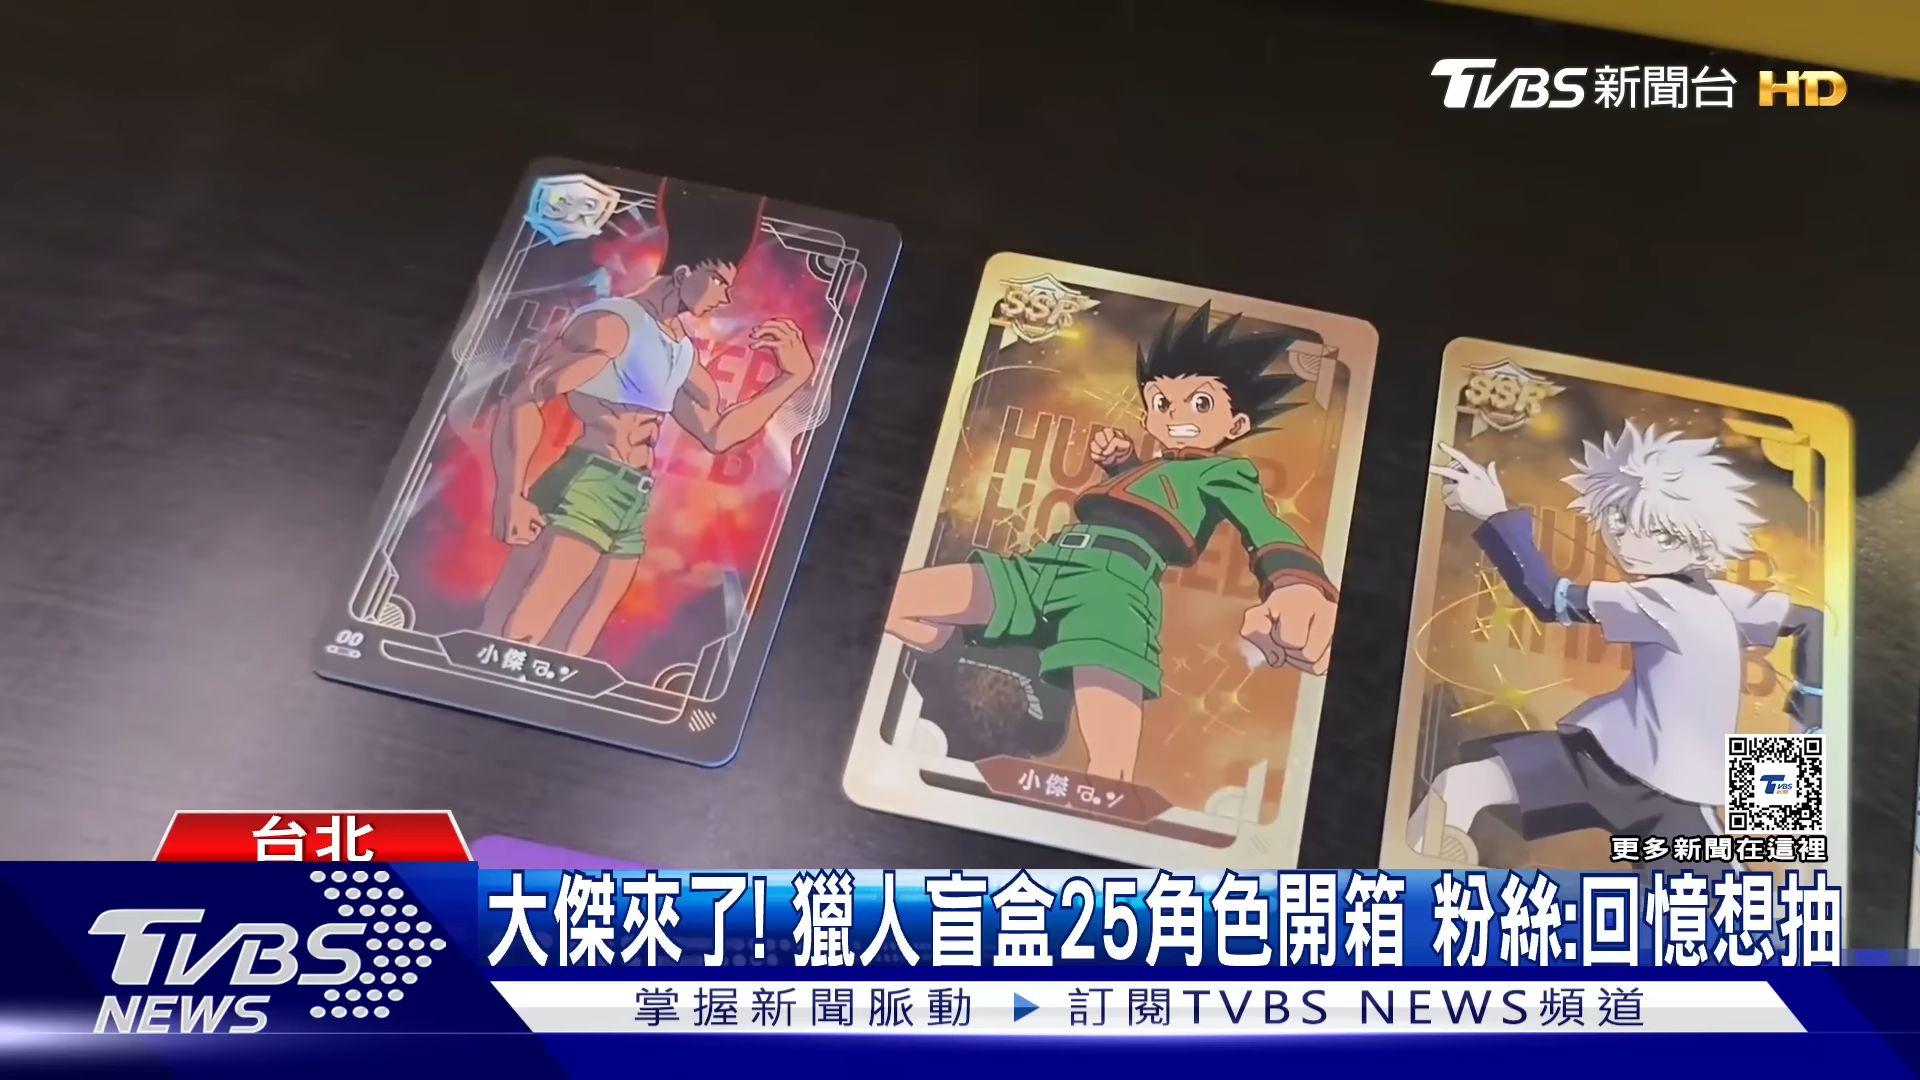 TVBS新聞台 HD
SSR
SSR
HUNTER
小傑
00
小傑
TVBS
更多新聞在這裡
台北
大傑來了! 獵人盲盒25角色開箱 粉絲:回憶想抽
TVBS
NEWS
掌握新聞脈動 ▶ 訂閱TVBS NEWS頻道